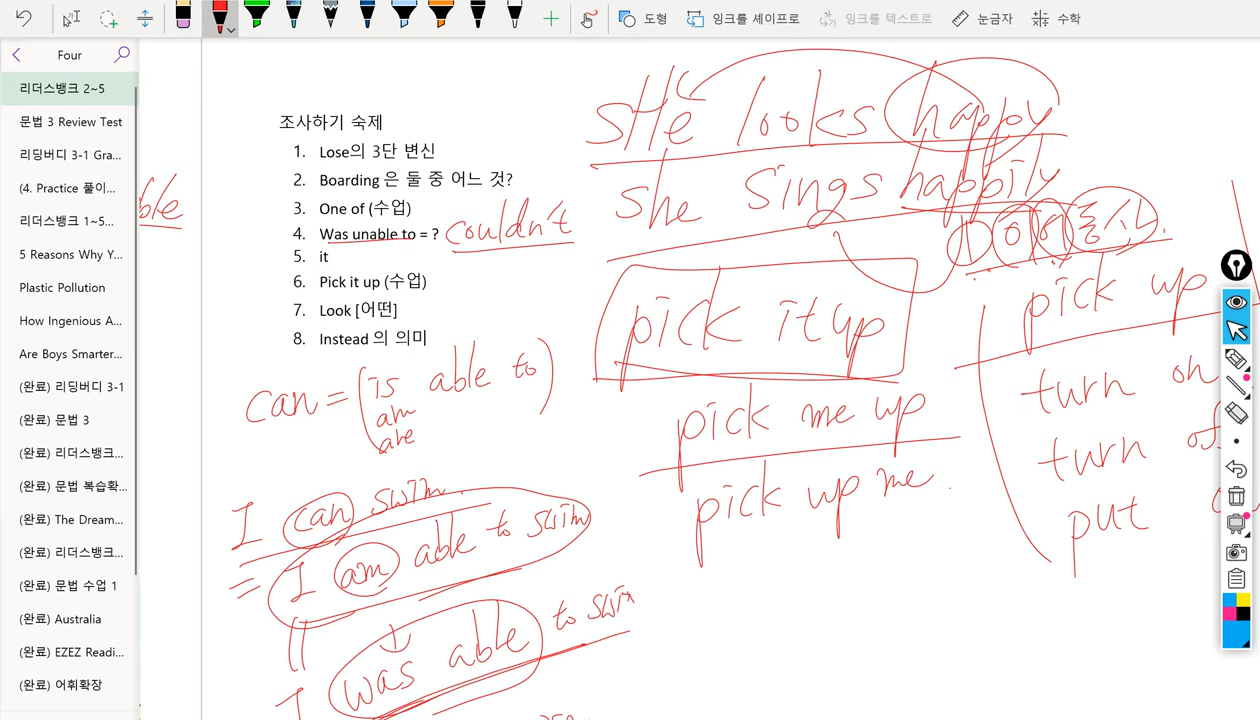 도형
잉크를 셰이프로
잉크를 텍스트로
눈금자
수학
Four
리더스뱅크 2~5
문법 3 Review Test
리딩버디 3-1 Gra...
(4. Practice 풀이...
리더스뱅크 1~5...
5 Reasons Why Y...
Plastic Pollution
How Ingenious A...
Are Boys Smarter...
(완료) 리딩버디 3-1
(완료) 문법 3
(완료) 리더스뱅크...
(완료) 문법 복습확...
(완료) The Dream...
(완료) 리더스뱅크...
(완료) 문법 수업 1
(완료) Australia
(완료) EZEZ Readi...
(완료) 어휘확장
ble
조사하기 숙제
1. Lose의 3단 변신
2. Boarding 은 둘 중 어느 것?
3. One of (수업)
4. Was unable to = ? couldn't
5. it
6. Pick it up (수업)
7. Look [어떤]
8. Instead 의 의미
can = ( is able to )
am
are
I can swim.
= I am able to swim
I was able to swim
sHe looks happy
she sings happily
동사
pick it up
pick me up
pick up me.
pick up
turn on
turn of
put